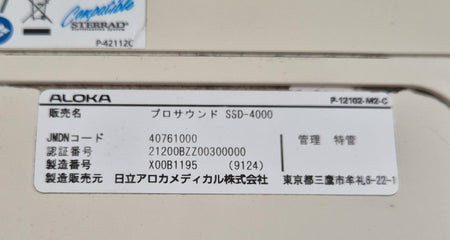 Compatible
STERRAD
P-42112C
ALOKA
P-12102-M2-C
販売名 プロサウンド SSD-4000
JMDNコード 40761000
管理 特管
認証番号 21200BZZ00300000
製造番号 X00B1195 (9124)
製造販売元 日立アロカメディカル株式会社 東京都三鷹市牟礼6-22-1